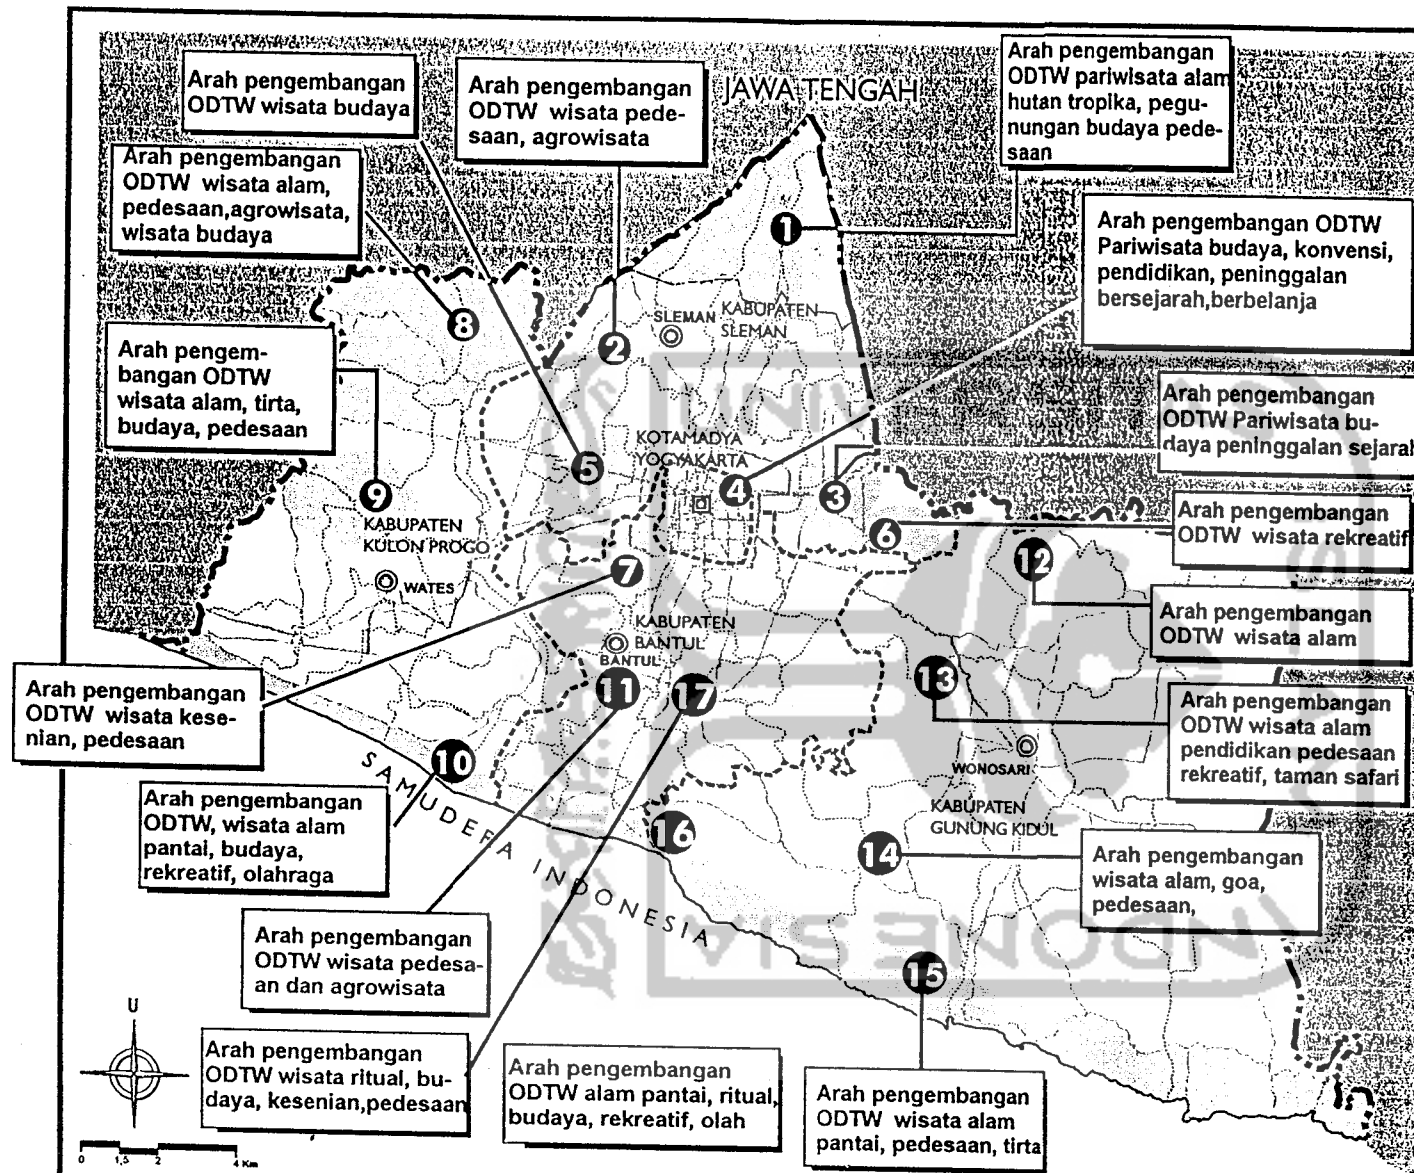 Arah pengembangan
ODTW wisata budaya
Arah pengembangan
ODTW wisata pede-
saan, agrowisata
JAWA TENGAH
Arah pengembangan
ODTW pariwisata alam
hutan tropika, pegu-
nungan budaya pede-
saan
Arah pengembangan
ODTW wisata alam,
pedesaan,agrowisata,
wisata budaya
1
Arah pengembangan ODTW
Pariwisata budaya, konvensi,
pendidikan, peninggalan
bersejarah,berbelanja
8
2
SLEMAN
KABUPATEN
SLEMAN
Arah pengem-
bangan ODTW
wisata alam, tirta,
budaya, pedesaan
Arah pengembangan
ODTW Pariwisata bu-
daya peninggalan sejarah
KOTAMADYA
YOGYAKARTA
5
4
3
9
KABUPATEN
KULON PROGO
6
Arah pengembangan
ODTW wisata rekreatif
12
7
WATES
Arah pengembangan
ODTW wisata alam
KABUPATEN
BANTUL
BANTUL
11
17
13
Arah pengembangan
ODTW wisata kese-
nian, pedesaan
Arah pengembangan
ODTW wisata alam
pendidikan pedesaan
rekreatif, taman safari
WONOSARI
10
SAMUDERA INDONESIA
Arah pengembangan
ODTW, wisata alam
pantai, budaya,
rekreatif, olahraga
16
KABUPATEN
GUNUNG KIDUL
14
Arah pengembangan
wisata alam, goa,
pedesaan,
Arah pengembangan
ODTW wisata pedesa-
an dan agrowisata
15
U
Arah pengembangan
ODTW wisata ritual, bu-
daya, kesenian,pedesaan
Arah pengembangan
ODTW alam pantai, ritual,
budaya, rekreatif, olah
Arah pengembangan
ODTW wisata alam
pantai, pedesaan, tirta
0 1,5 2 4 Km